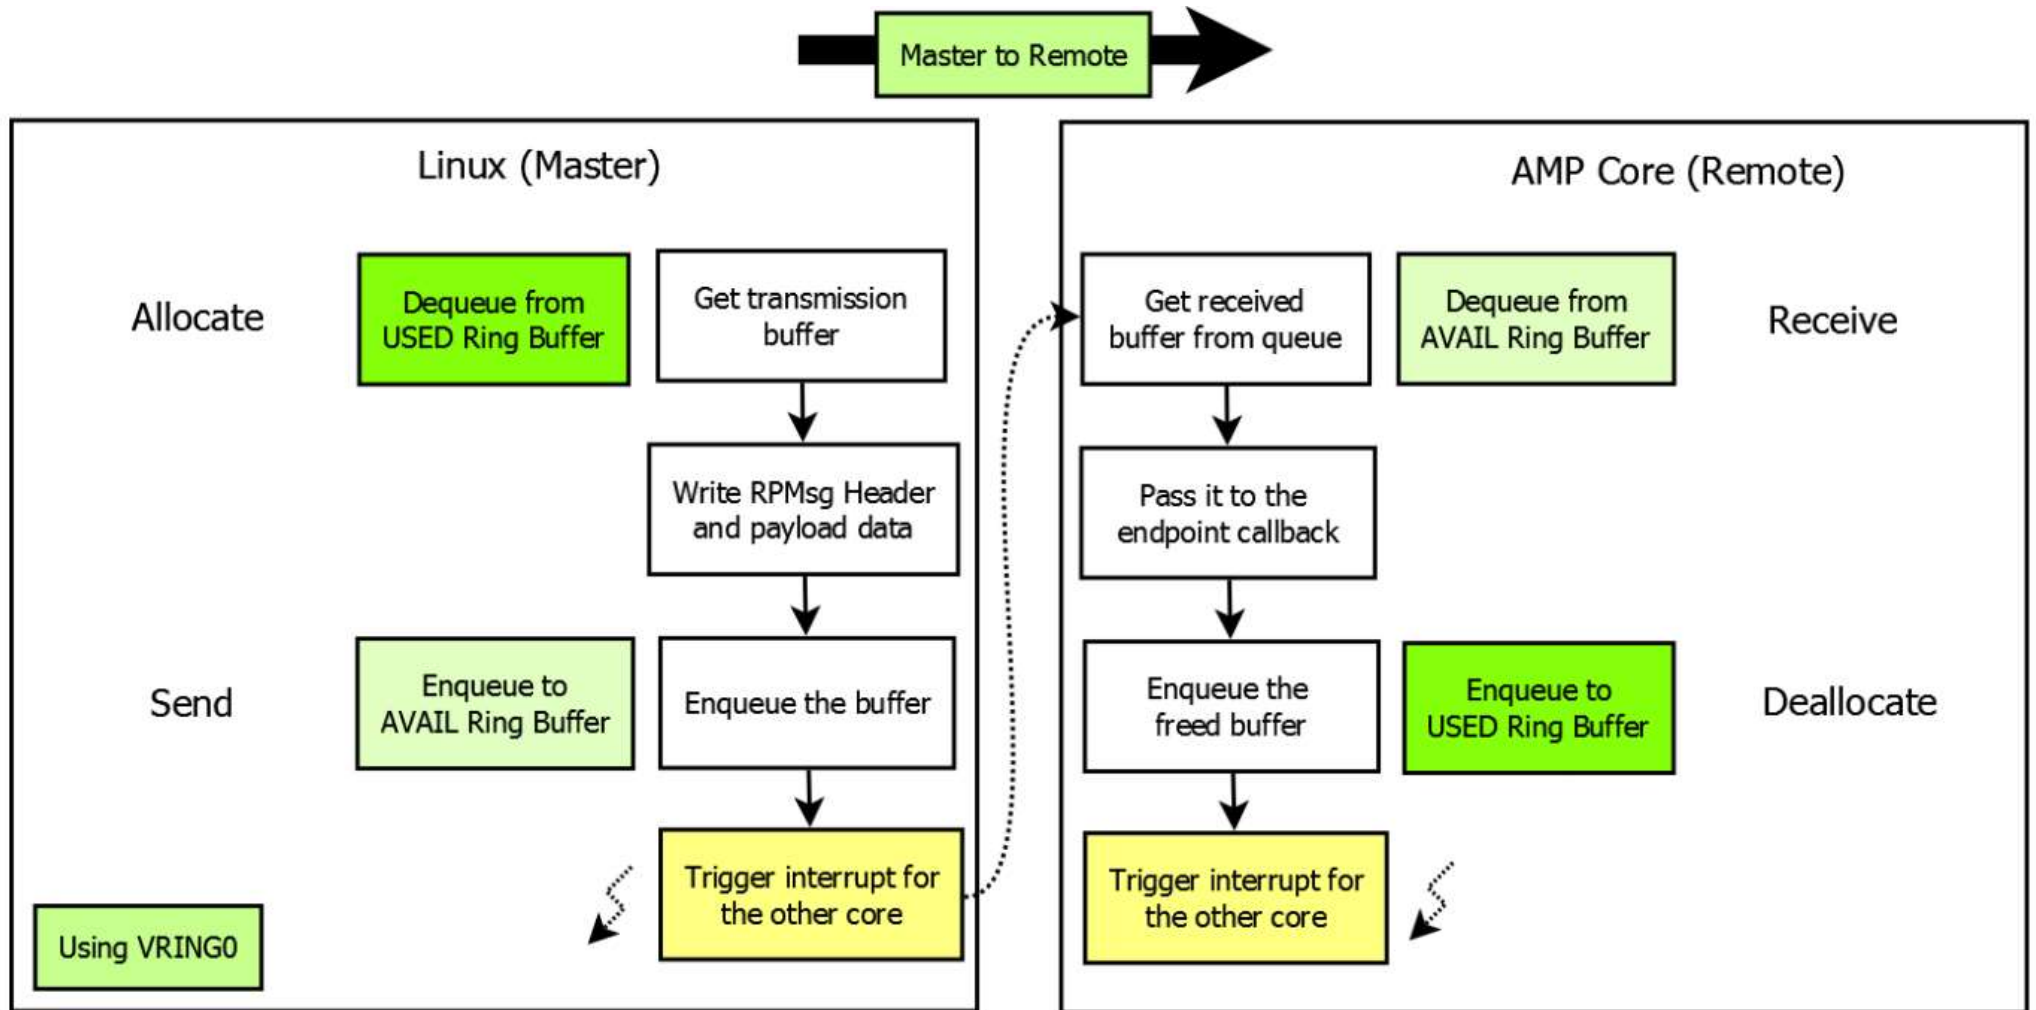 Master to Remote
Linux (Master)
AMP Core (Remote)
Allocate
Dequeue from
USED Ring Buffer
Get transmission
buffer
Get received
buffer from queue
Dequeue from
AVAIL Ring Buffer
Receive
Write RPMsg Header
and payload data
Pass it to the
endpoint callback
Send
Enqueue to
AVAIL Ring Buffer
Enqueue the buffer
Enqueue the
freed buffer
Enqueue to
USED Ring Buffer
Deallocate
Trigger interrupt for
the other core
Trigger interrupt for
the other core
Using VRING0